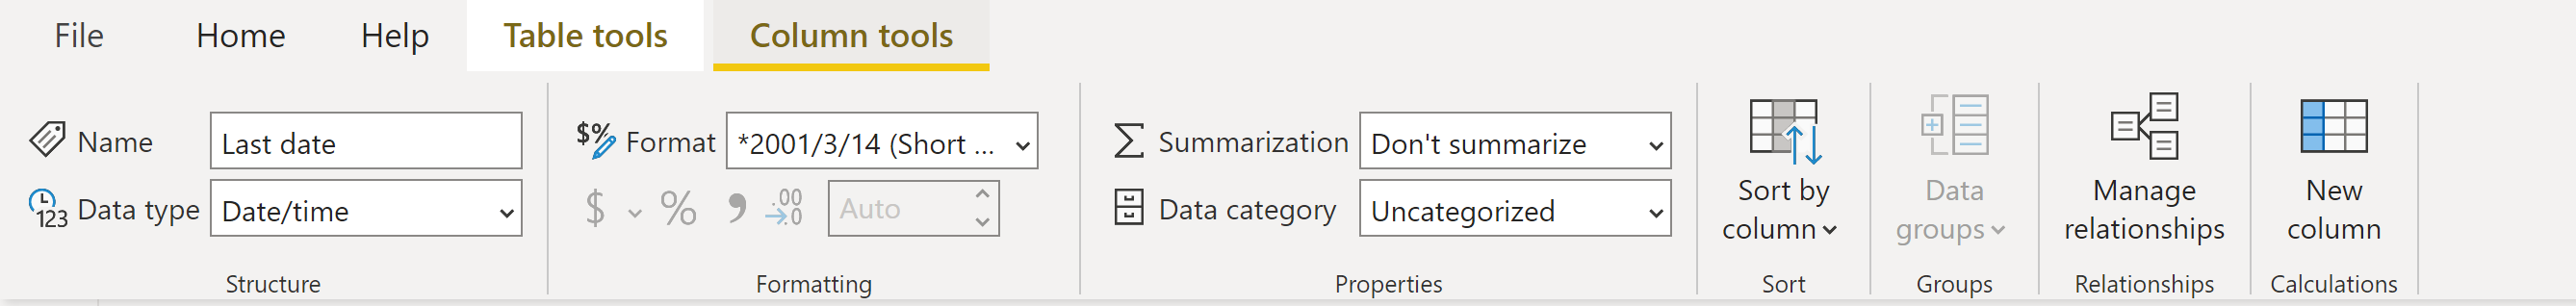 File Home Help Table tools Column tools
Name Last date
Data type Date/time
Structure
$% Format *2001/3/14 (Short ...
$ % , .00 .0 Auto
Formatting
Summarization Don't summarize
Data category Uncategorized
Properties
Sort by
column
Sort
Data
groups
Groups
Manage
relationships
Relationships
New
column
Calculations
123